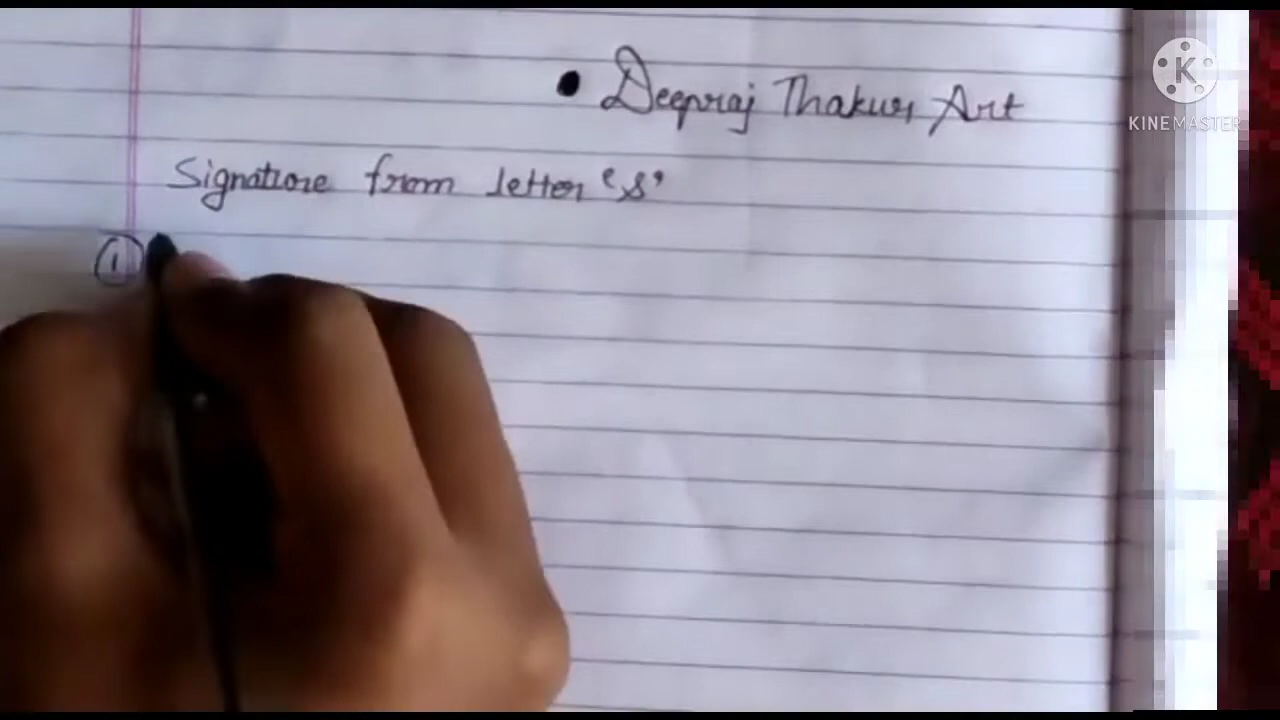 • Deepraj Thakur Art
Signature from letter 'S'
①
K
KINEMASTER